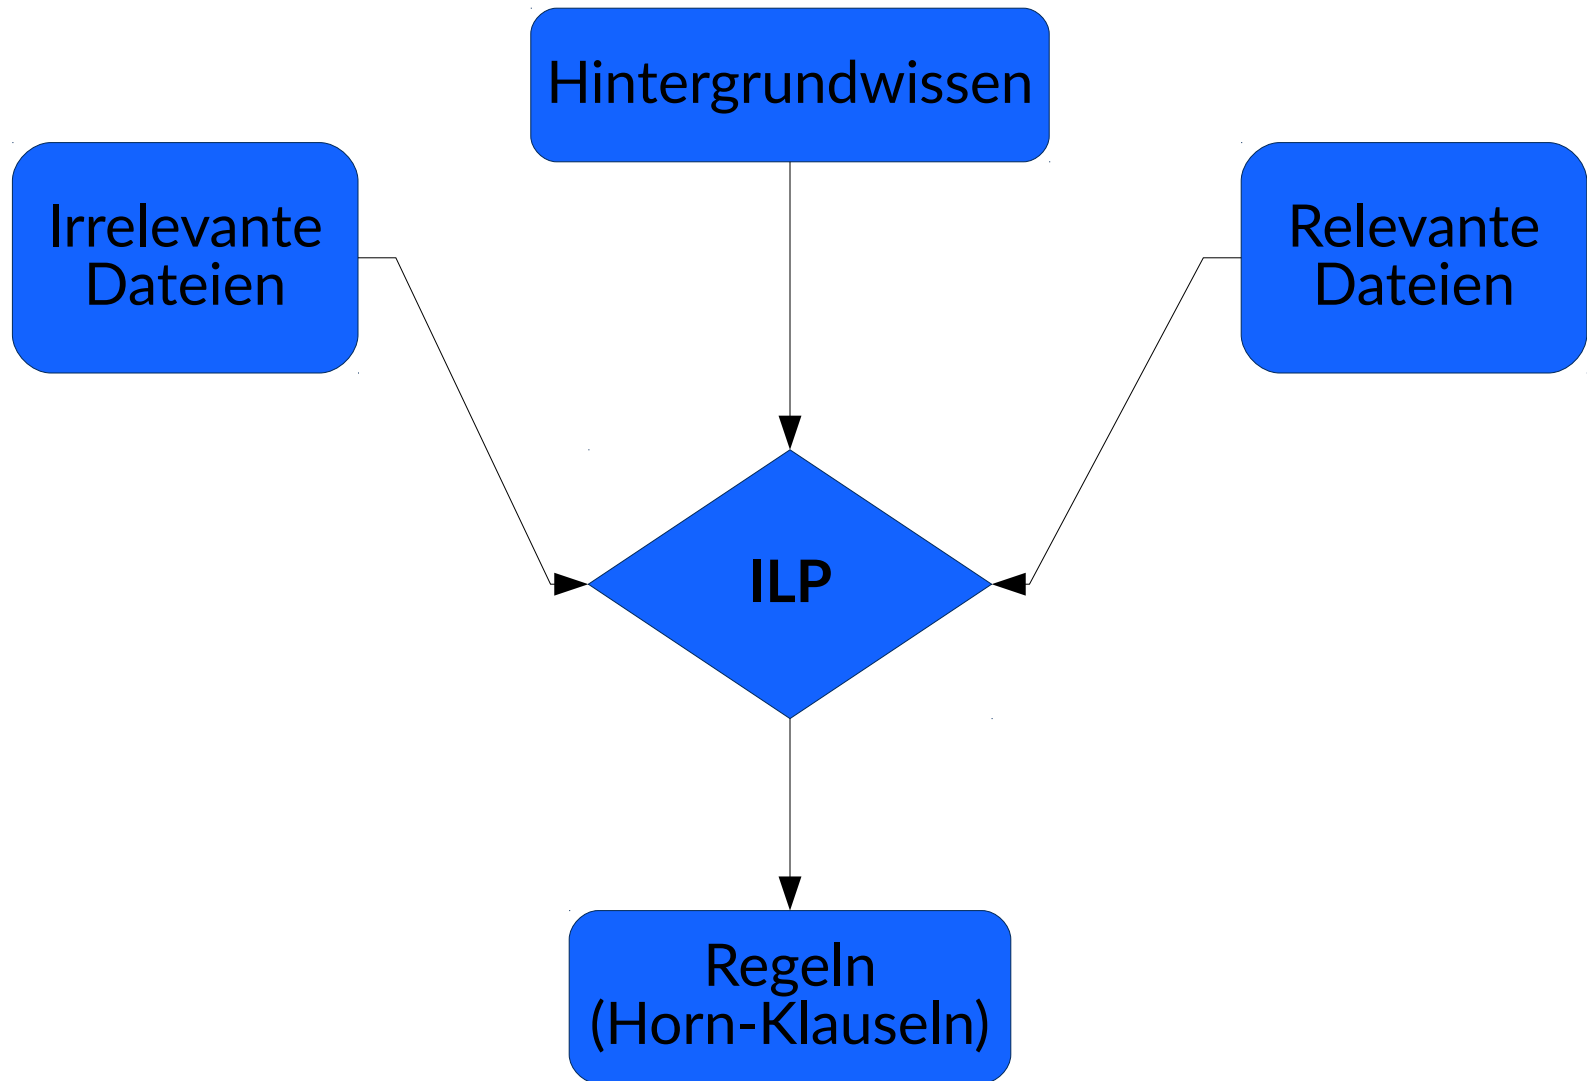 Hintergrundwissen
Irrelevante
Dateien
Relevante
Dateien
ILP
Regeln
(Horn-Klauseln)